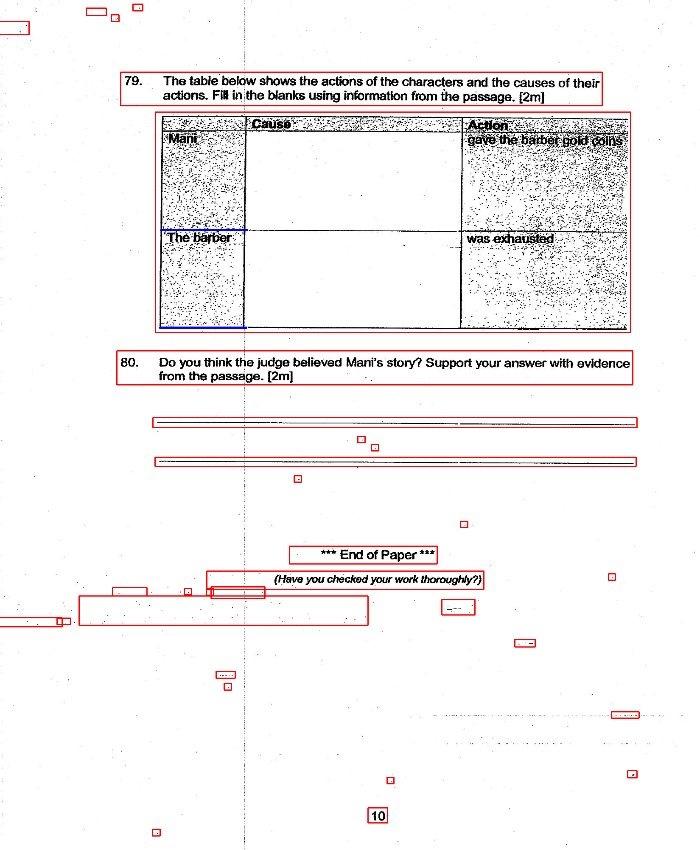 79. The table below shows the actions of the characters and the causes of their
actions. Fill in the blanks using information from the passage. [2m]
Cause Action
Mani gave the barber gold coins
The barber was exhausted
80. Do you think the judge believed Mani's story? Support your answer with evidence
from the passage. [2m]
*** End of Paper ***
(Have you checked your work thoroughly?)
10